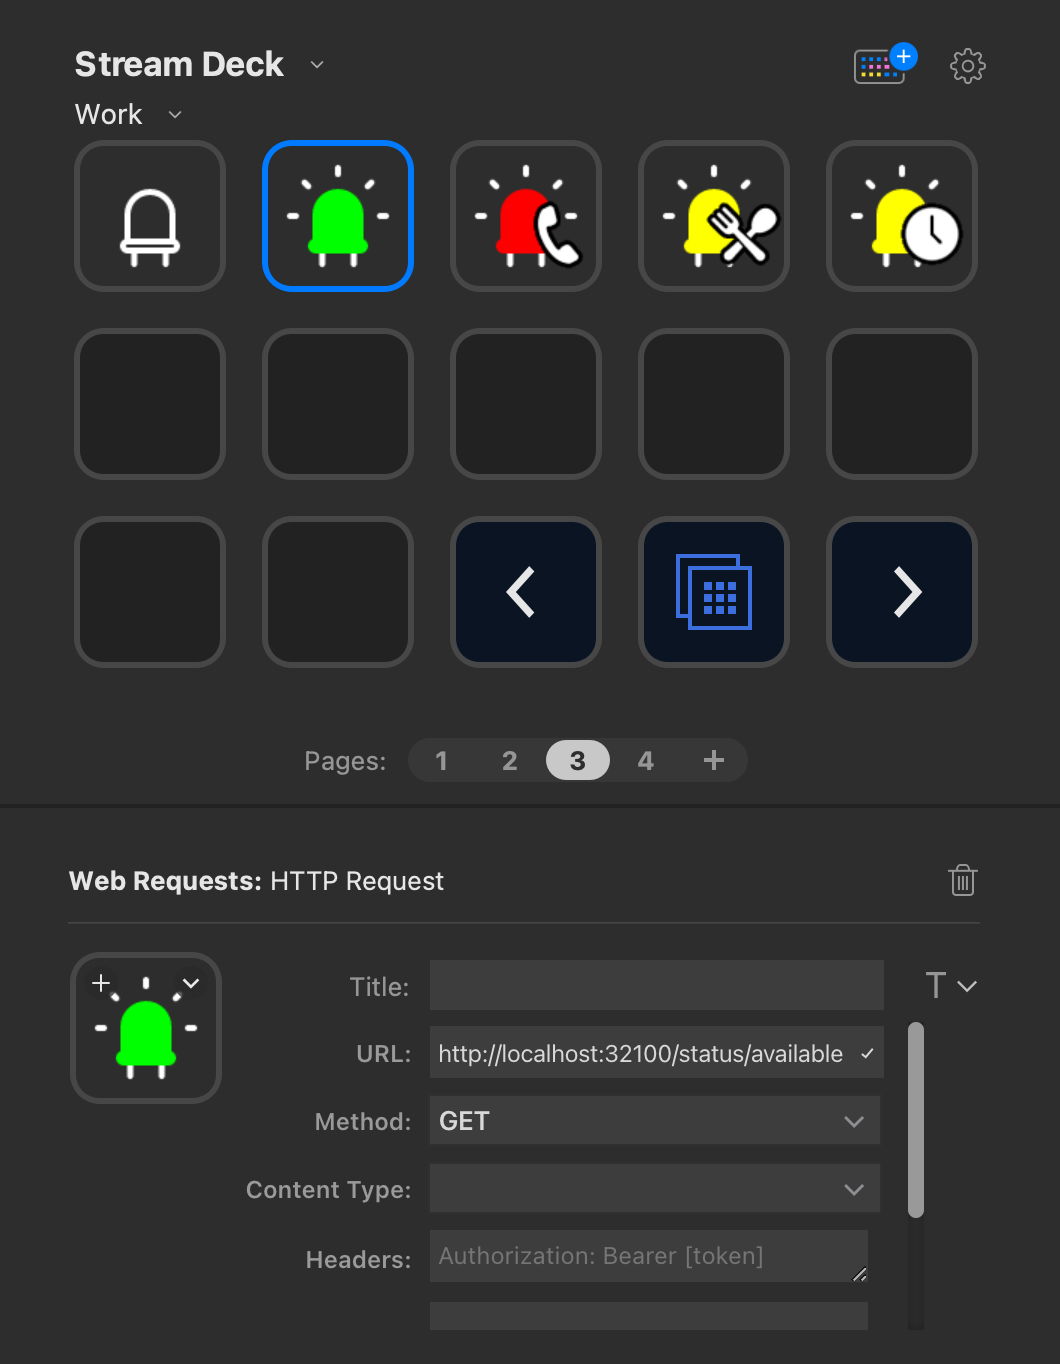 Stream Deck
Work
Pages: 1 2 3 4 +
Web Requests: HTTP Request
Title:
T
URL: http://localhost:32100/status/available
Method: GET
Content Type:
Headers: Authorization: Bearer [token]